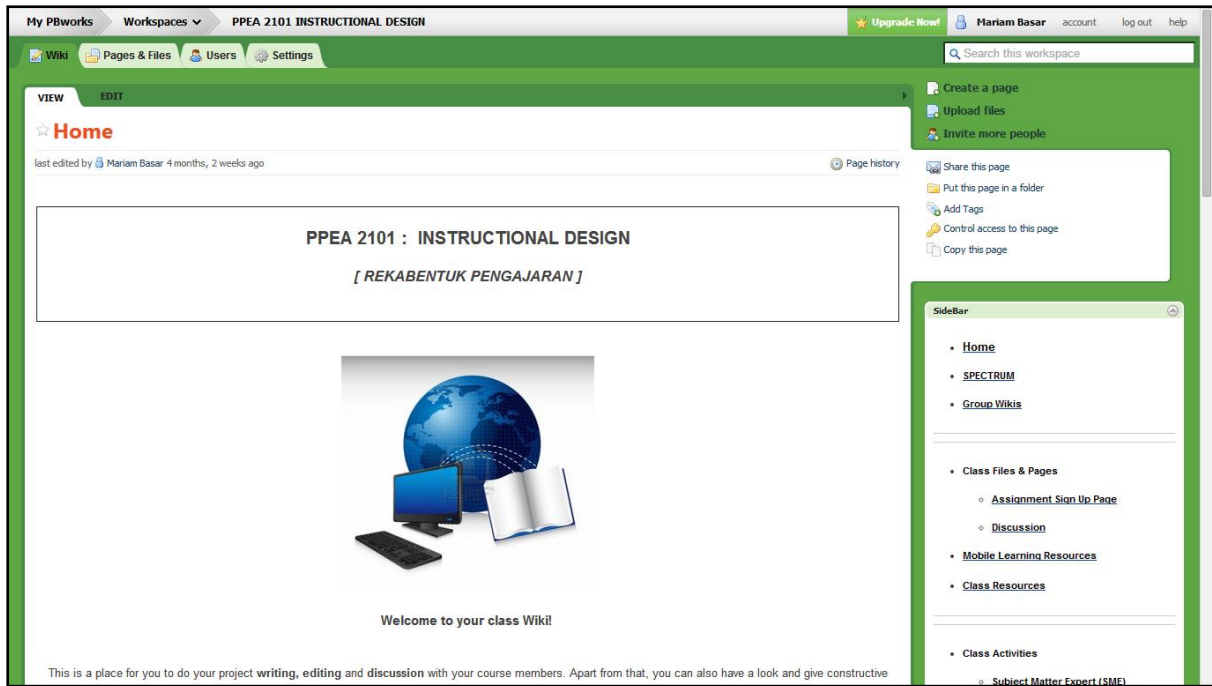 My PBworks Workspaces PPEA 2101 INSTRUCTIONAL DESIGN Upgrade Now! Mariam Basar account log out help
Wiki Pages & Files Users Settings Search this workspace
VIEW EDIT
Home
last edited by Mariam Basar 4 months, 2 weeks ago Page history
PPEA 2101 : INSTRUCTIONAL DESIGN
[ REKABENTUK PENGAJARAN ]
Welcome to your class Wiki!
This is a place for you to do your project writing, editing and discussion with your course members. Apart from that, you can also have a look and give constructive
Create a page
Upload files
Invite more people
Share this page
Put this page in a folder
Add Tags
Control access to this page
Copy this page
SideBar
Home
SPECTRUM
Group Wikis
Class Files & Pages
Assignment Sign Up Page
Discussion
Mobile Learning Resources
Class Resources
Class Activities
Subject Matter Expert (SME)